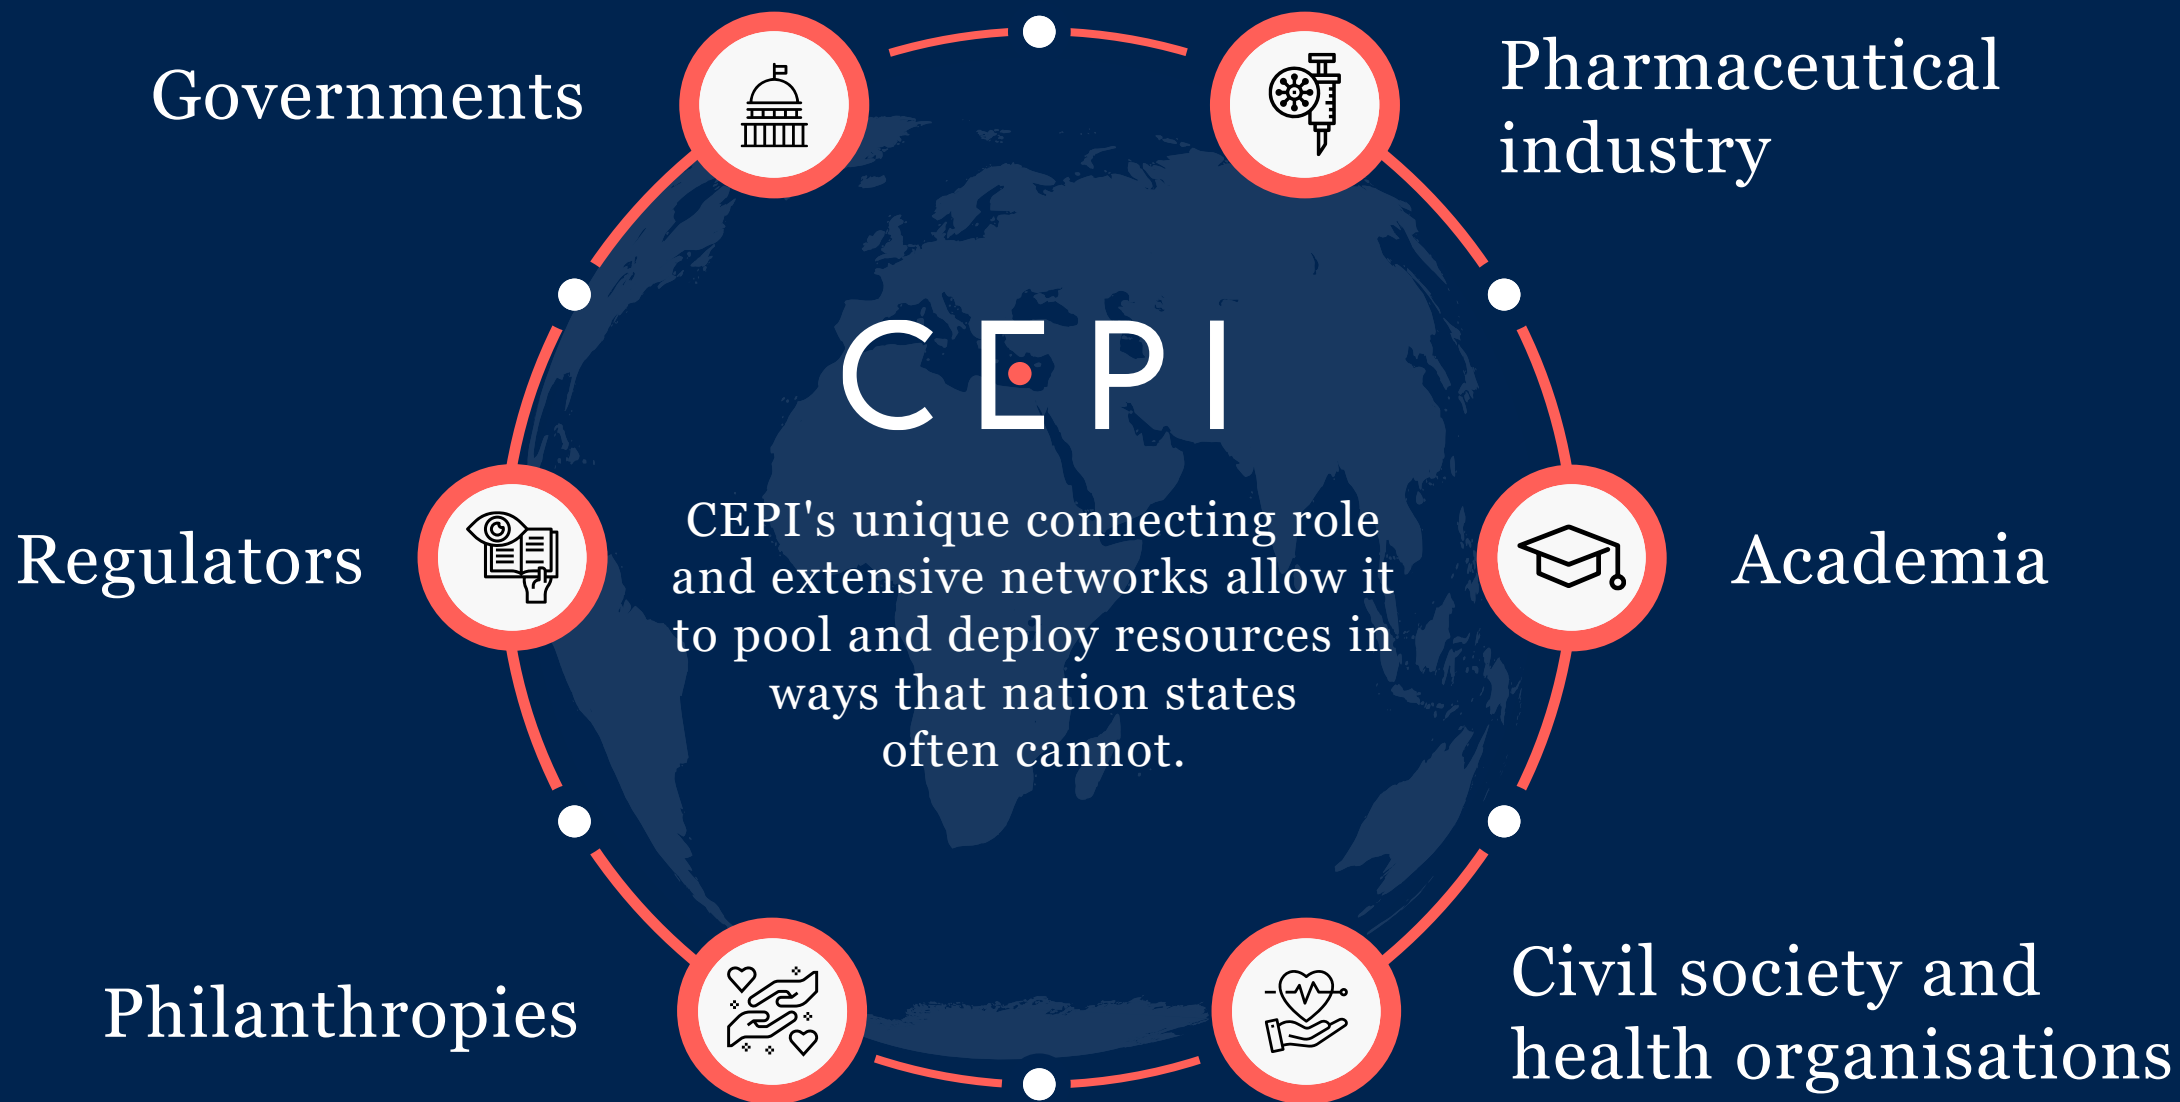 Governments
Pharmaceutical
industry
CEPI
CEPI's unique connecting role
and extensive networks allow it
to pool and deploy resources in
ways that nation states
often cannot.
Regulators
Academia
Philanthropies
Civil society and
health organisations